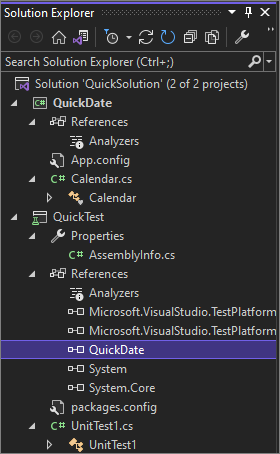 Solution Explorer
Search Solution Explorer (Ctrl+;)
Solution 'QuickSolution' (2 of 2 projects)
C# QuickDate
References
Analyzers
App.config
C# Calendar.cs
Calendar
QuickTest
Properties
C# AssemblyInfo.cs
References
Analyzers
Microsoft.VisualStudio.TestPlatform
Microsoft.VisualStudio.TestPlatform
QuickDate
System
System.Core
packages.config
C# UnitTest1.cs
UnitTest1